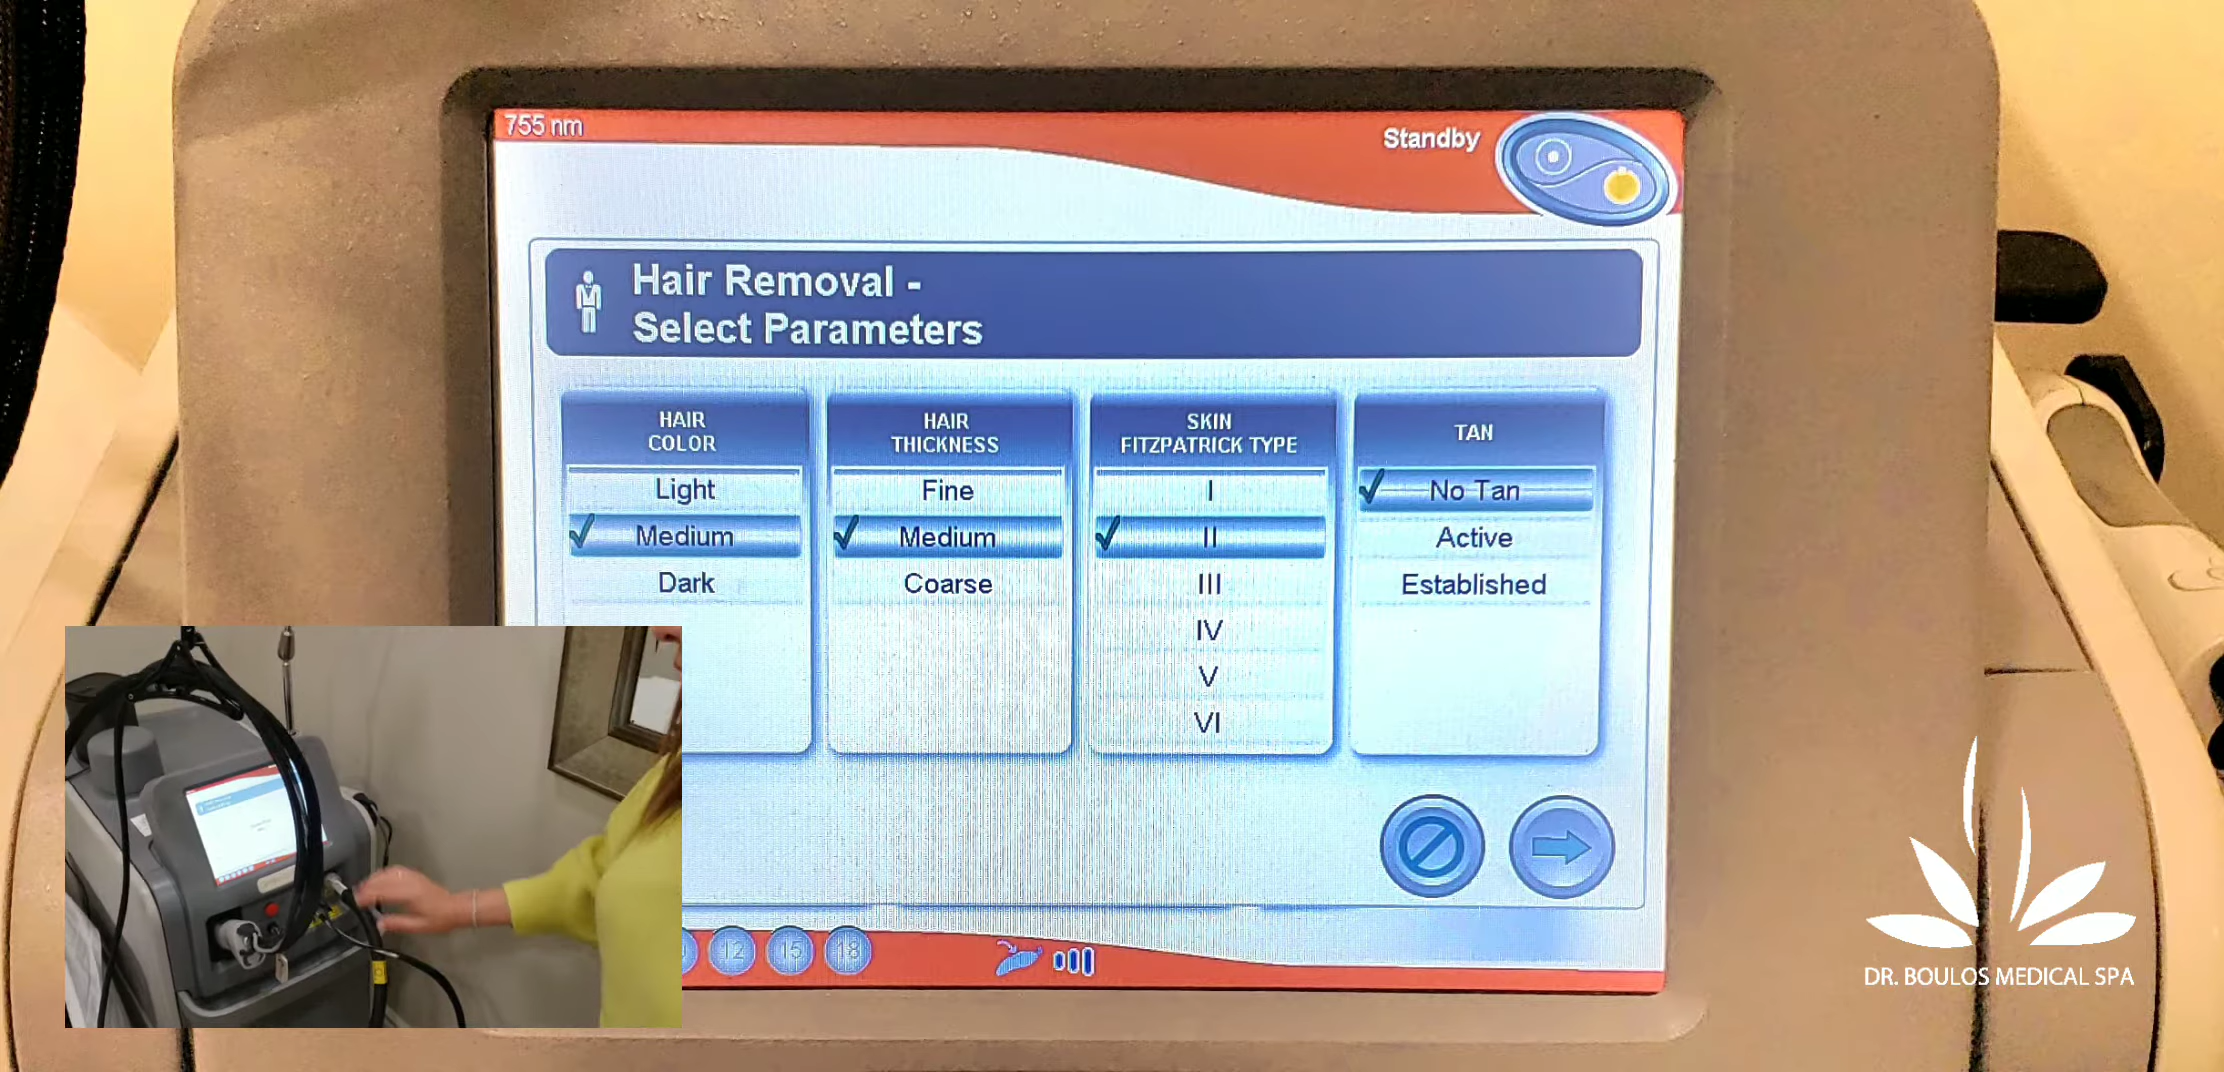 755 nm
Standby
Hair Removal -
Select Parameters
HAIR
COLOR
Light
Medium
Dark
HAIR
THICKNESS
Fine
Medium
Coarse
SKIN
FITZPATRICK TYPE
I
II
III
IV
V
VI
TAN
No Tan
Active
Established
12
15
18
DR. BOULOS MEDICAL SPA